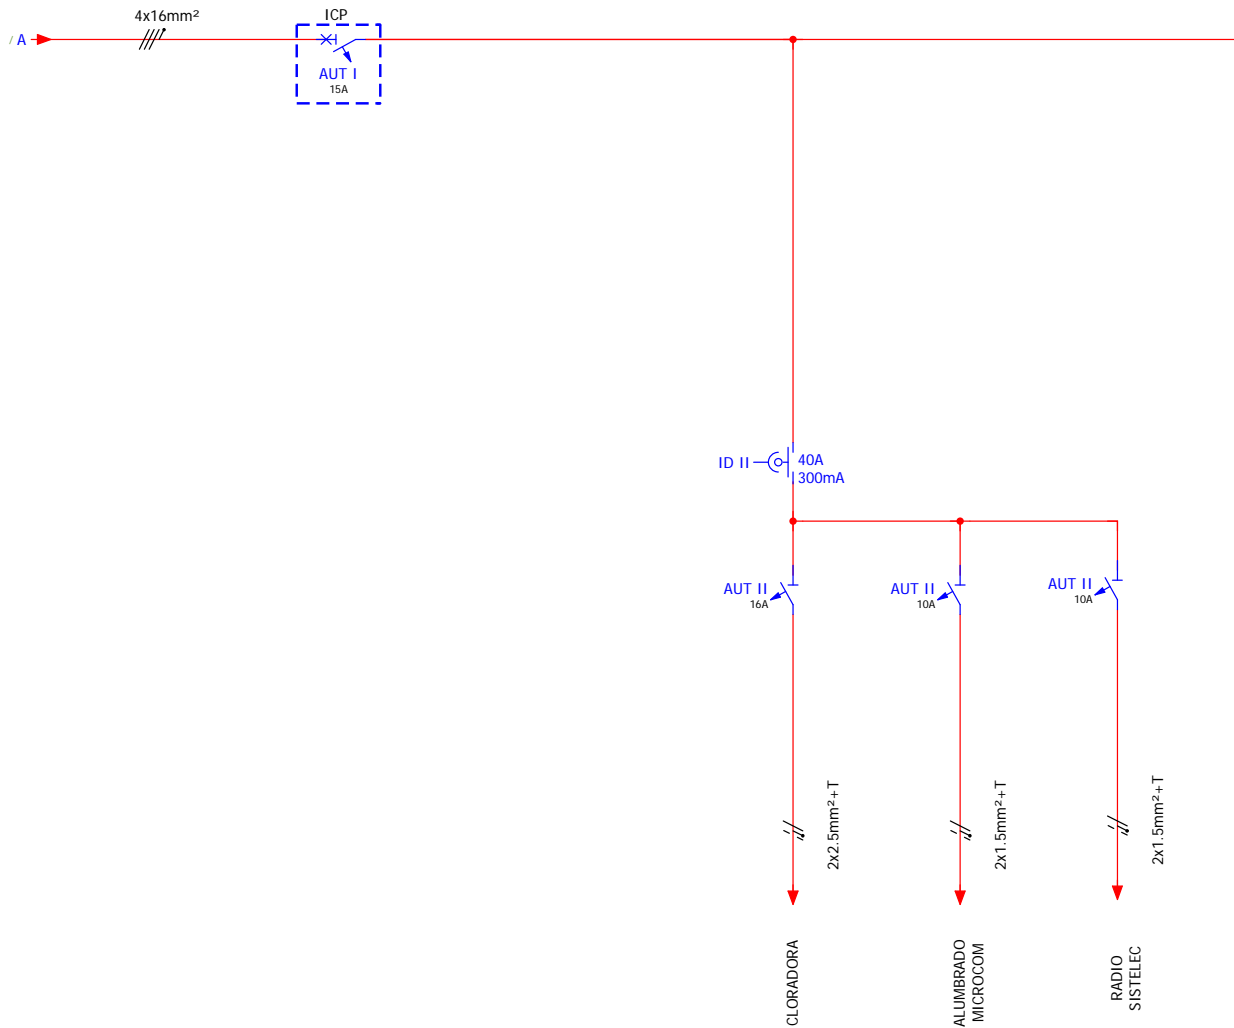 4x16mm²
ICP
/ A
AUT I
15A
ID II
40A
300mA
AUT II
16A
AUT II
10A
AUT II
10A
2x2.5mm²+T
2x1.5mm²+T
2x1.5mm²+T
CLORADORA
ALUMBRADO
MICROCOM
RADIO
SISTELEC